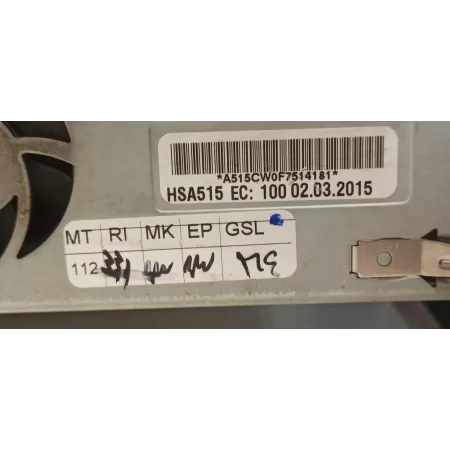 *A515CW0F7514181*
HSA515 EC: 100 02.03.2015
MT RI MK EP GSL
112